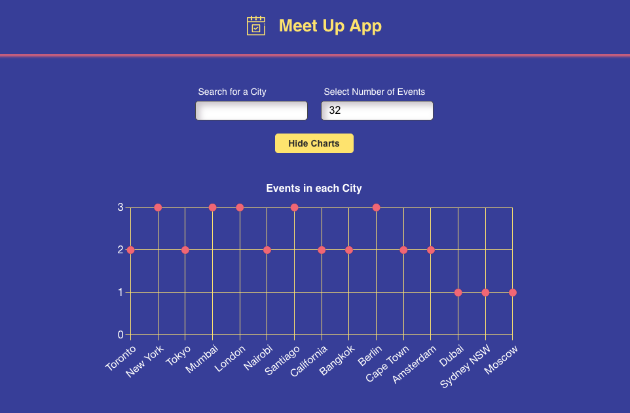 Meet Up App
Search for a City
Select Number of Events
32
Hide Charts
Events in each City
3
2
1
0
Toronto
New York
Tokyo
Mumbai
London
Nairobi
Santiago
California
Bangkok
Berlin
Cape Town
Amsterdam
Dubai
Sydney NSW
Moscow